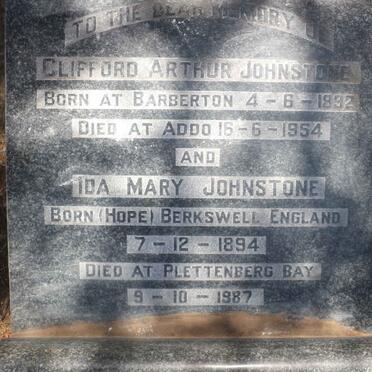 TO THE DEAR MEMORY OF
CLIFFORD ARTHUR JOHNSTONE
BORN AT BARBERTON 4-6-1892
DIED AT ADDO 16-6-1954
AND
IDA MARY JOHNSTONE
BORN (HOPE) BERKSWELL ENGLAND
7-12-1894
DIED AT PLETTENBERG BAY
9-10-1987